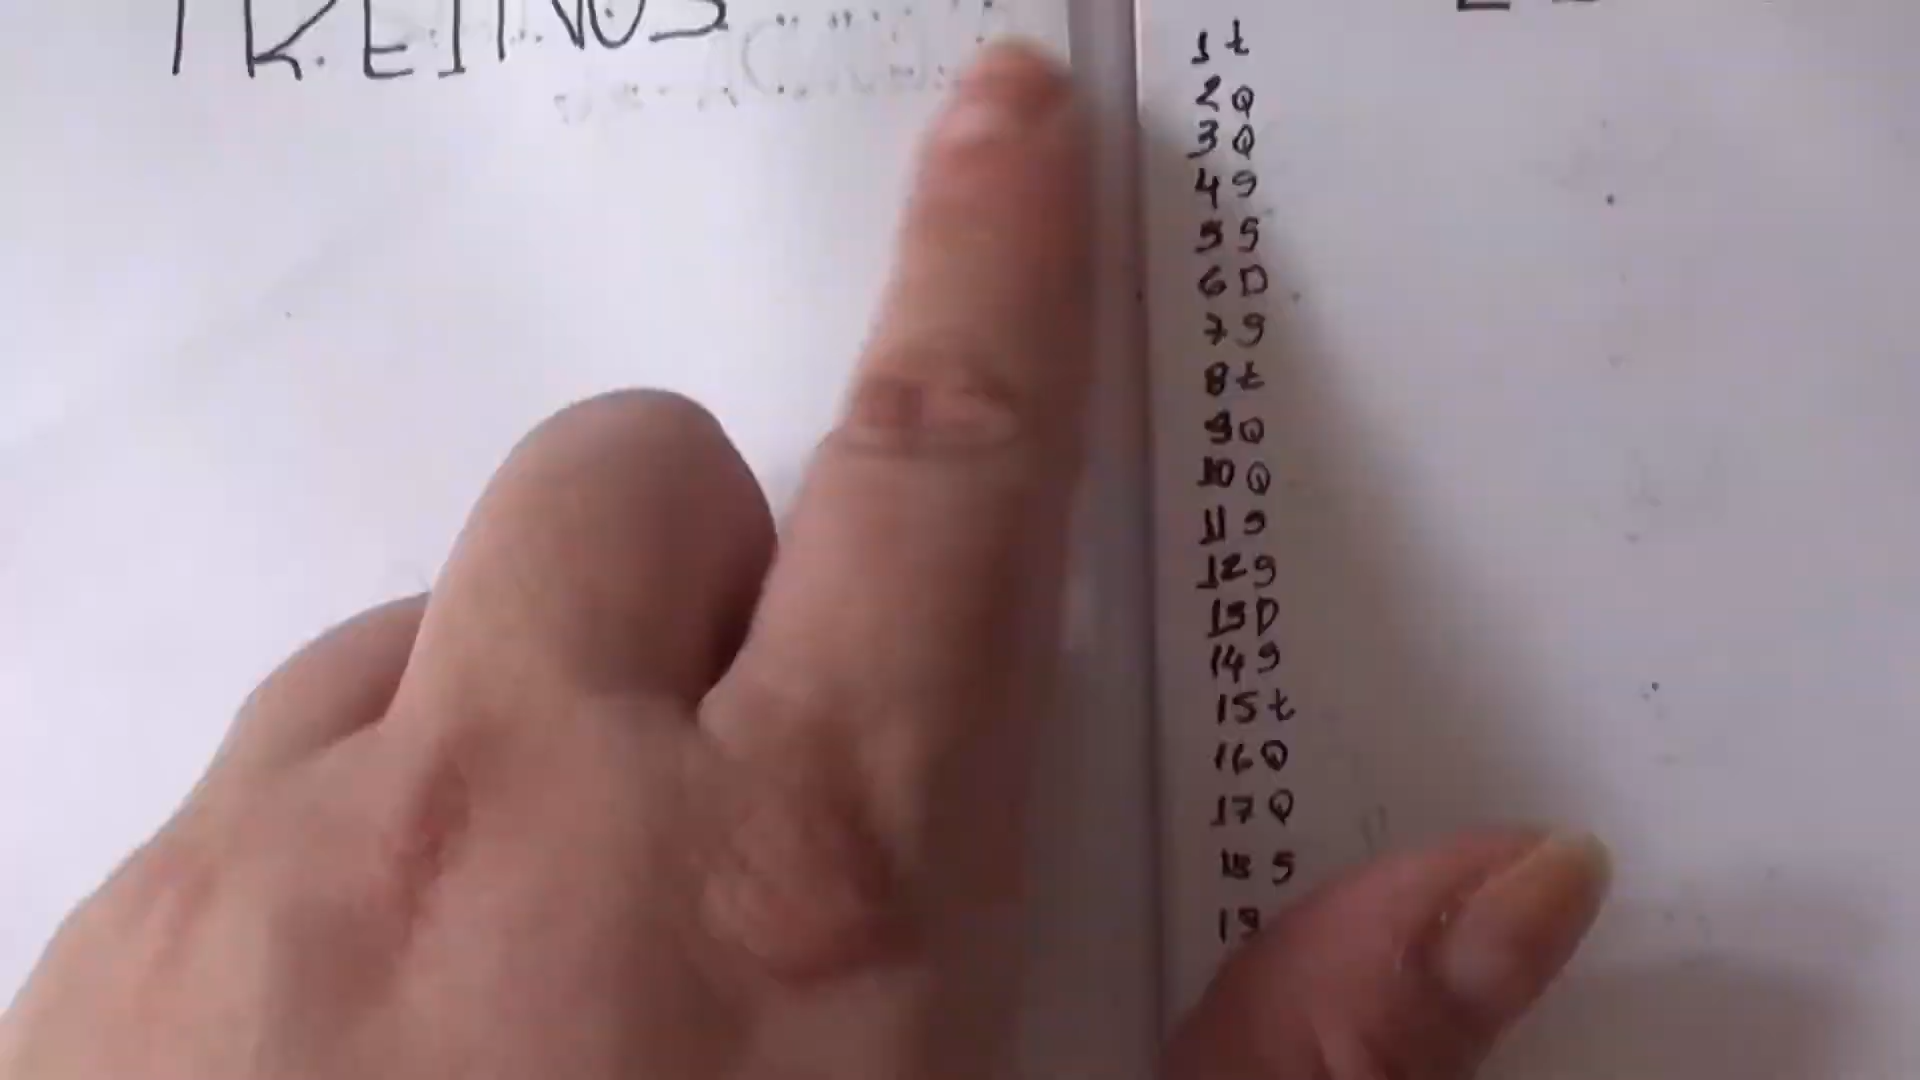 TREINOS
1 t
2 Q
3 Q
4 S
5 S
6 D
7 S
8 t
9 Q
10 Q
11 S
12 S
13 D
14 S
15 t
16 Q
17 Q
18 S
19